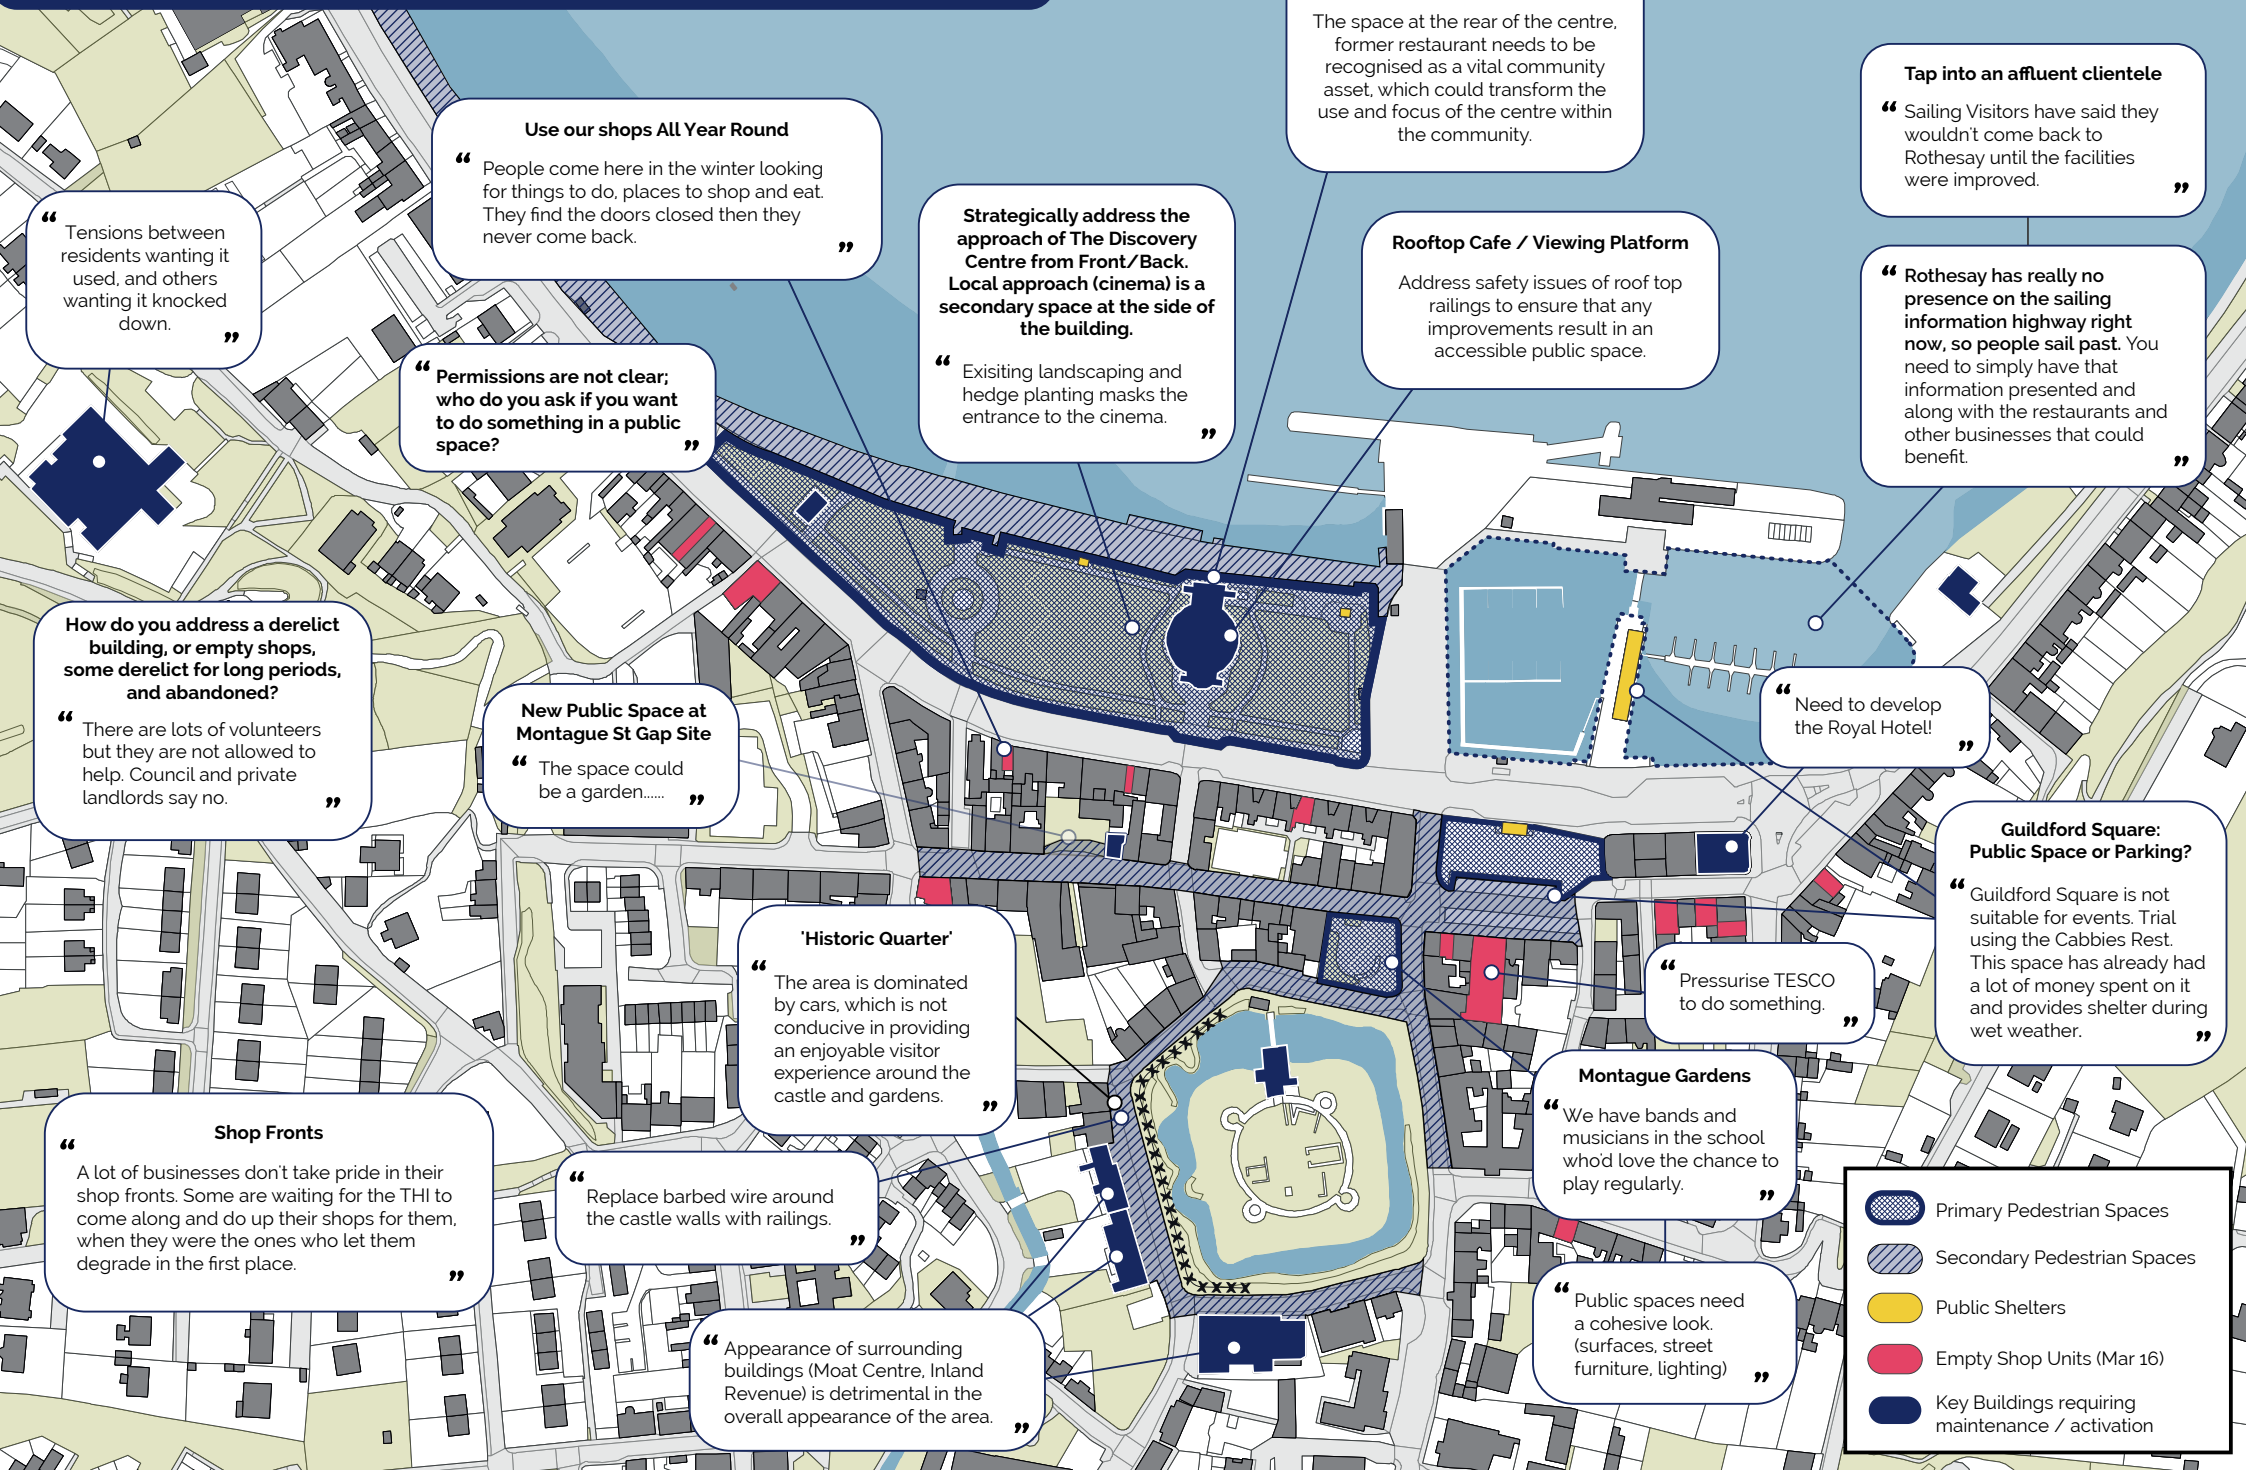 The space at the rear of the centre,
former restaurant needs to be
recognised as a vital community
asset, which could transform the
use and focus of the centre within
the community.
Tap into an affluent clientele
“ Sailing Visitors have said they
wouldn't come back to
Rothesay until the facilities
were improved. ”
Use our shops All Year Round
“ People come here in the winter looking
for things to do, places to shop and eat.
They find the doors closed then they
never come back. ”
“ Tensions between
residents wanting it
used, and others
wanting it knocked
down. ”
Strategically address the
approach of The Discovery
Centre from Front/Back.
Local approach (cinema) is a
secondary space at the side of
the building.
“ Exisiting landscaping and
hedge planting masks the
entrance to the cinema. ”
Rooftop Cafe / Viewing Platform
Address safety issues of roof top
railings to ensure that any
improvements result in an
accessible public space.
“ Rothesay has really no
presence on the sailing
information highway right
now, so people sail past. You
need to simply have that
information presented and
along with the restaurants and
other businesses that could
benefit. ”
“ Permissions are not clear;
who do you ask if you want
to do something in a public
space? ”
How do you address a derelict
building, or empty shops,
some derelict for long periods,
and abandoned?
“ There are lots of volunteers
but they are not allowed to
help. Council and private
landlords say no. ”
New Public Space at
Montague St Gap Site
“ The space could
be a garden...... ”
“ Need to develop
the Royal Hotel! ”
Guildford Square:
Public Space or Parking?
“ Guildford Square is not
suitable for events. Trial
using the Cabbies Rest.
This space has already had
a lot of money spent on it
and provides shelter during
wet weather. ”
'Historic Quarter'
“ The area is dominated
by cars, which is not
conducive in providing
an enjoyable visitor
experience around the
castle and gardens. ”
“ Pressurise TESCO
to do something. ”
Montague Gardens
“ We have bands and
musicians in the school
who'd love the chance to
play regularly. ”
Shop Fronts
“ A lot of businesses don't take pride in their
shop fronts. Some are waiting for the THI to
come along and do up their shops for them,
when they were the ones who let them
degrade in the first place. ”
“ Replace barbed wire around
the castle walls with railings. ”
“ Public spaces need
a cohesive look.
(surfaces, street
furniture, lighting) ”
“ Appearance of surrounding
buildings (Moat Centre, Inland
Revenue) is detrimental in the
overall appearance of the area. ”
Primary Pedestrian Spaces
Secondary Pedestrian Spaces
Public Shelters
Empty Shop Units (Mar 16)
Key Buildings requiring
maintenance / activation